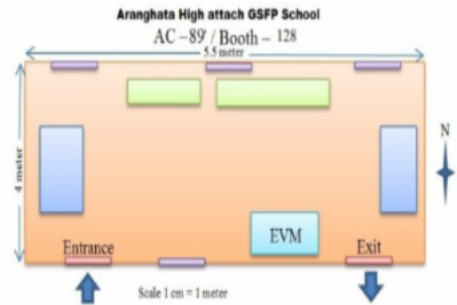 Aranghata High attach GSFP School
AC – 89 / Booth – 128
5.5 meter
4 meter
N
EVM
Entrance
Exit
Scale 1 cm = 1 meter